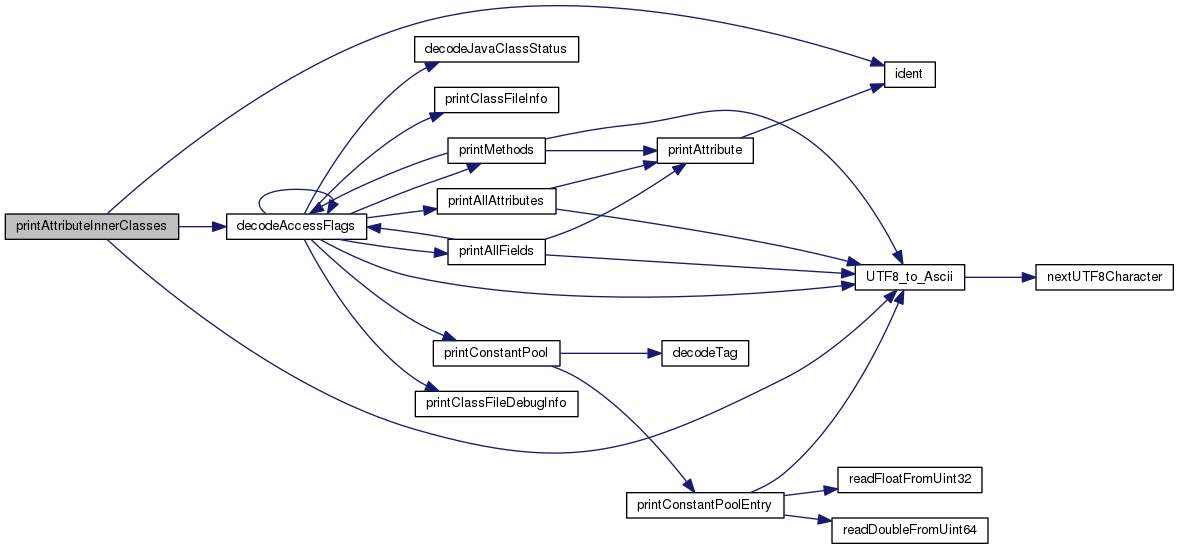 decodeJavaClassStatus
ident
printClassFileInfo
printMethods
printAttribute
printAllAttributes
printAttributeInnerClasses
decodeAccessFlags
printAllFields
UTF8_to_Ascii
nextUTF8Character
printConstantPool
decodeTag
printClassFileDebugInfo
readFloatFromUint32
printConstantPoolEntry
readDoubleFromUint64